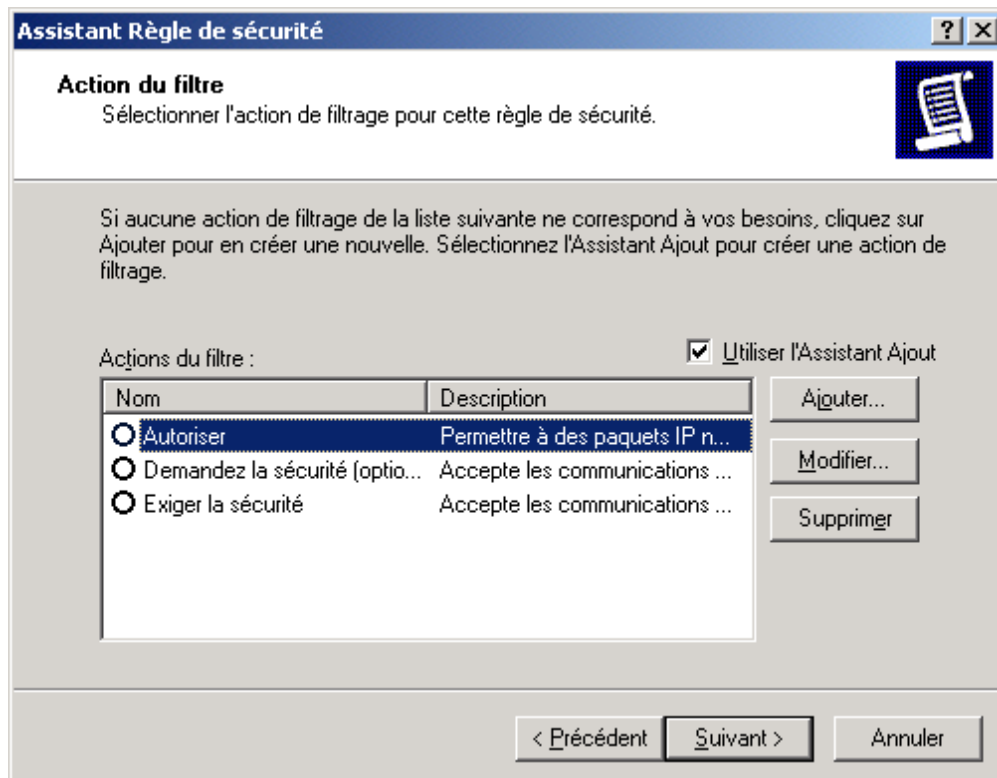 Assistant Règle de sécurité
Action du filtre
Sélectionner l'action de filtrage pour cette règle de sécurité.
Si aucune action de filtrage de la liste suivante ne correspond à vos besoins, cliquez sur
Ajouter pour en créer une nouvelle. Sélectionnez l'Assistant Ajout pour créer une action de
filtrage.
Actions du filtre :
Utiliser l'Assistant Ajout
Nom Description
Autoriser Permettre à des paquets IP n...
Demandez la sécurité (optio... Accepte les communications ...
Exiger la sécurité Accepte les communications ...
Ajouter...
Modifier...
Supprimer
< Précédent Suivant > Annuler